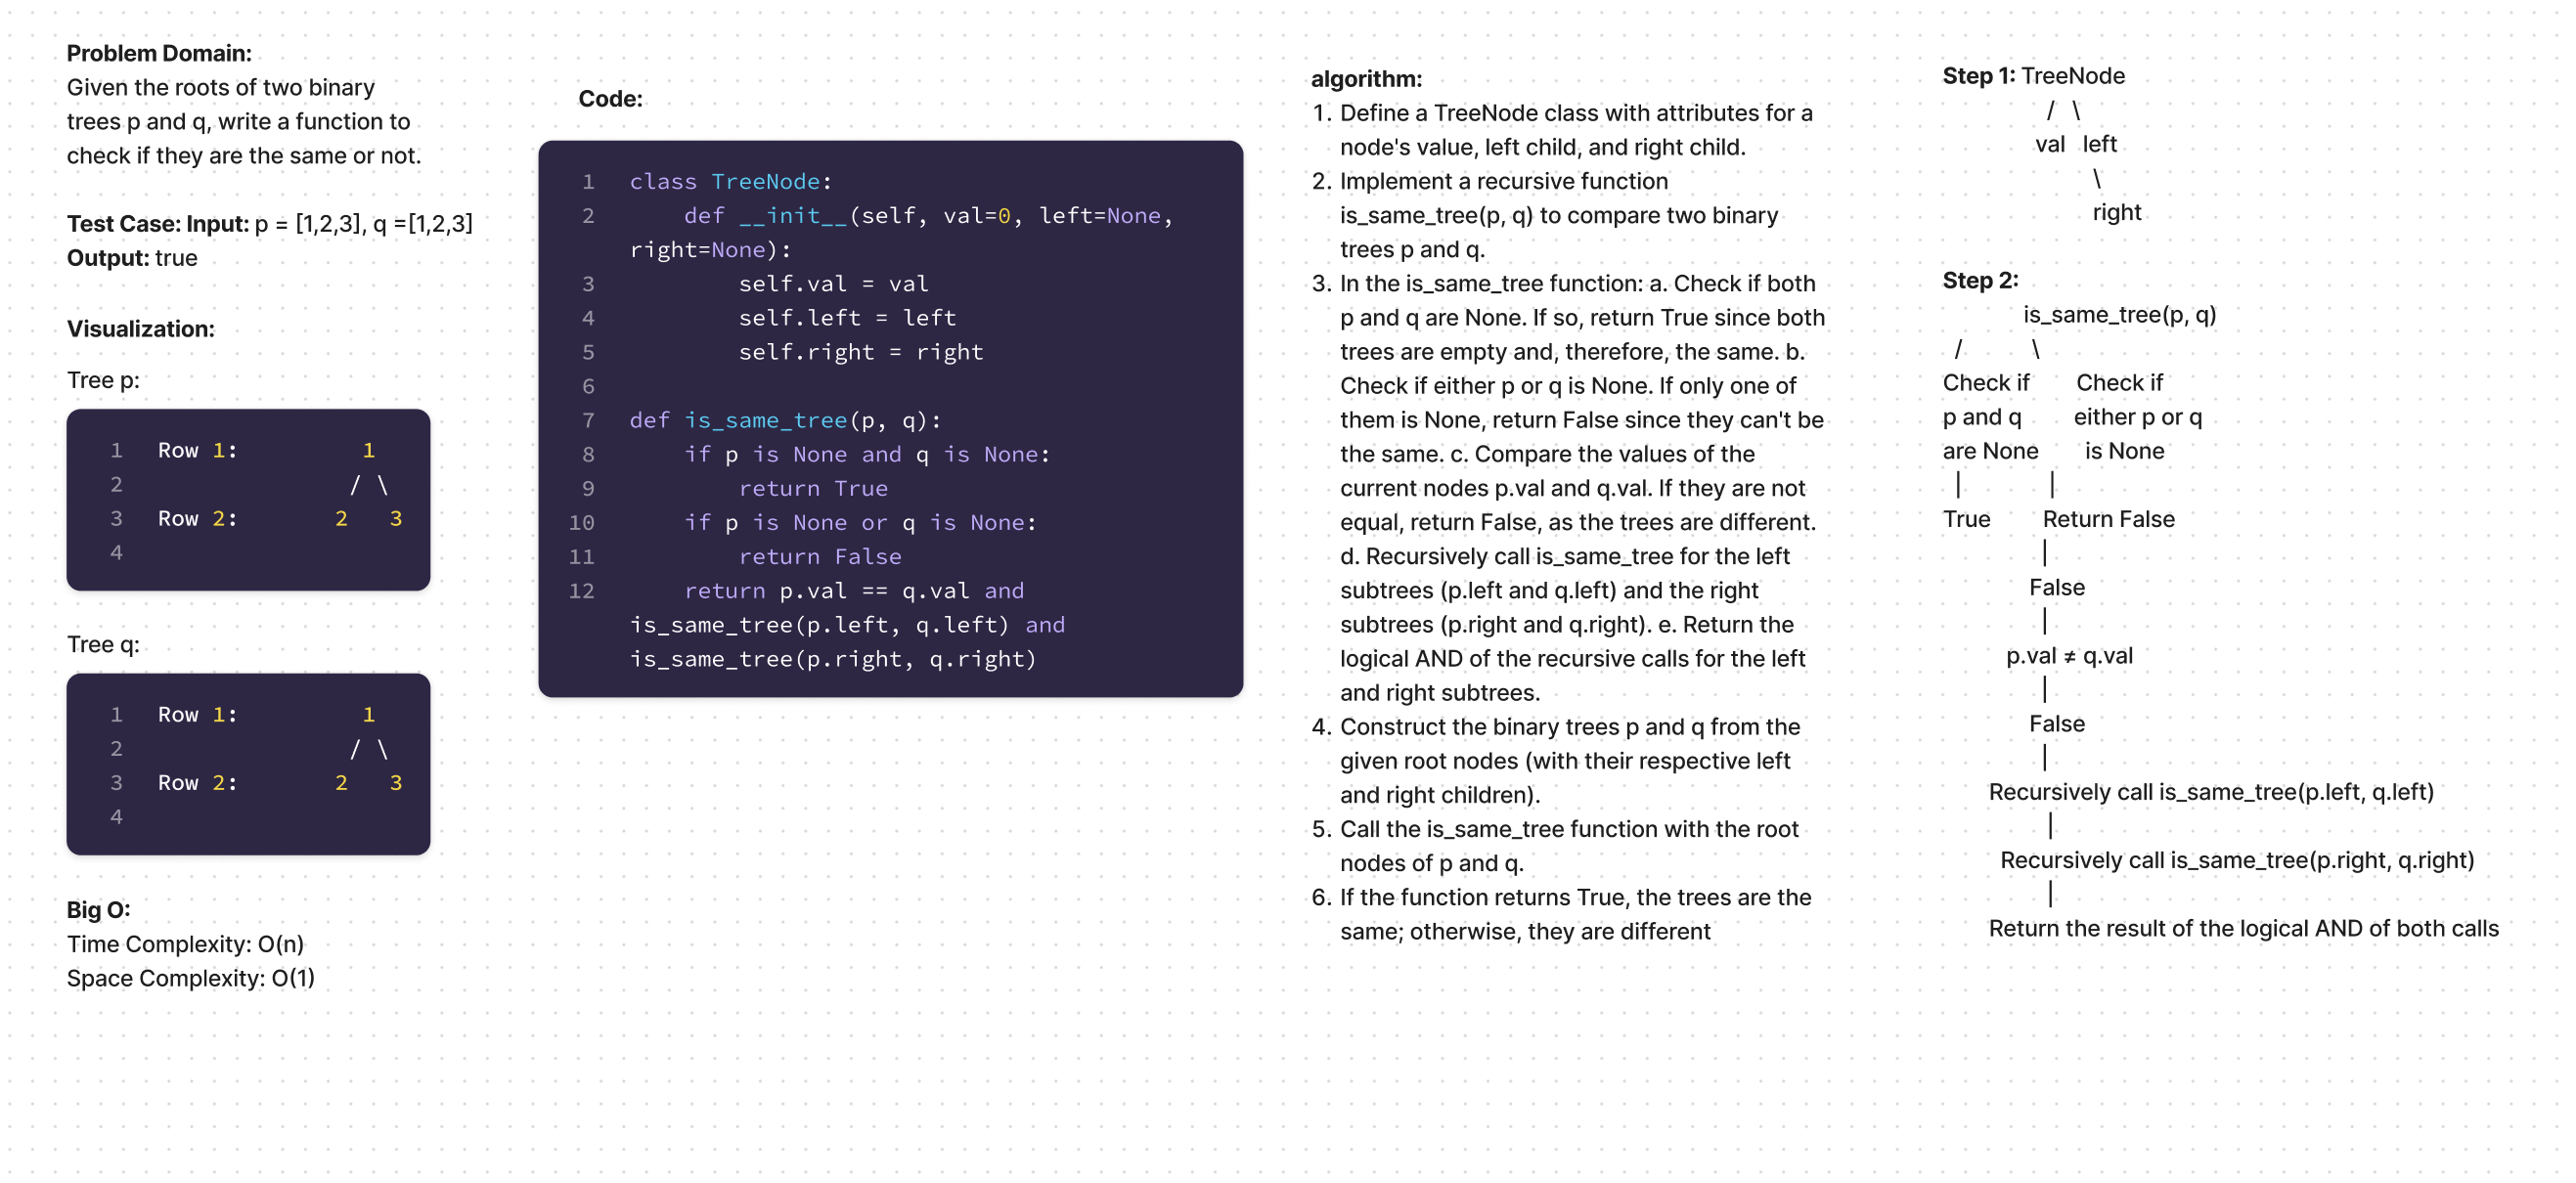 Problem Domain:
Given the roots of two binary
trees p and q, write a function to
check if they are the same or not.
Test Case: Input: p = [1,2,3], q =[1,2,3]
Output: true
Visualization:
Tree p:
1 Row 1: 1
2 / \
3 Row 2: 2 3
4
Tree q:
1 Row 1: 1
2 / \
3 Row 2: 2 3
4
Big O:
Time Complexity: O(n)
Space Complexity: O(1)
Code:
1 class TreeNode:
2     def __init__(self, val=0, left=None,
right=None):
3         self.val = val
4         self.left = left
5         self.right = right
6
7 def is_same_tree(p, q):
8     if p is None and q is None:
9         return True
10     if p is None or q is None:
11         return False
12     return p.val == q.val and
is_same_tree(p.left, q.left) and
is_same_tree(p.right, q.right)
algorithm:
1. Define a TreeNode class with attributes for a
node's value, left child, and right child.
2. Implement a recursive function
is_same_tree(p, q) to compare two binary
trees p and q.
3. In the is_same_tree function: a. Check if both
p and q are None. If so, return True since both
trees are empty and, therefore, the same. b.
Check if either p or q is None. If only one of
them is None, return False since they can't be
the same. c. Compare the values of the
current nodes p.val and q.val. If they are not
equal, return False, as the trees are different.
d. Recursively call is_same_tree for the left
subtrees (p.left and q.left) and the right
subtrees (p.right and q.right). e. Return the
logical AND of the recursive calls for the left
and right subtrees.
4. Construct the binary trees p and q from the
given root nodes (with their respective left
and right children).
5. Call the is_same_tree function with the root
nodes of p and q.
6. If the function returns True, the trees are the
same; otherwise, they are different
Step 1: TreeNode
/ \
val left
\
right
Step 2:
is_same_tree(p, q)
/ \
Check if Check if
p and q either p or q
are None is None
| |
True Return False
|
False
|
p.val ≠ q.val
|
False
|
Recursively call is_same_tree(p.left, q.left)
|
Recursively call is_same_tree(p.right, q.right)
|
Return the result of the logical AND of both calls